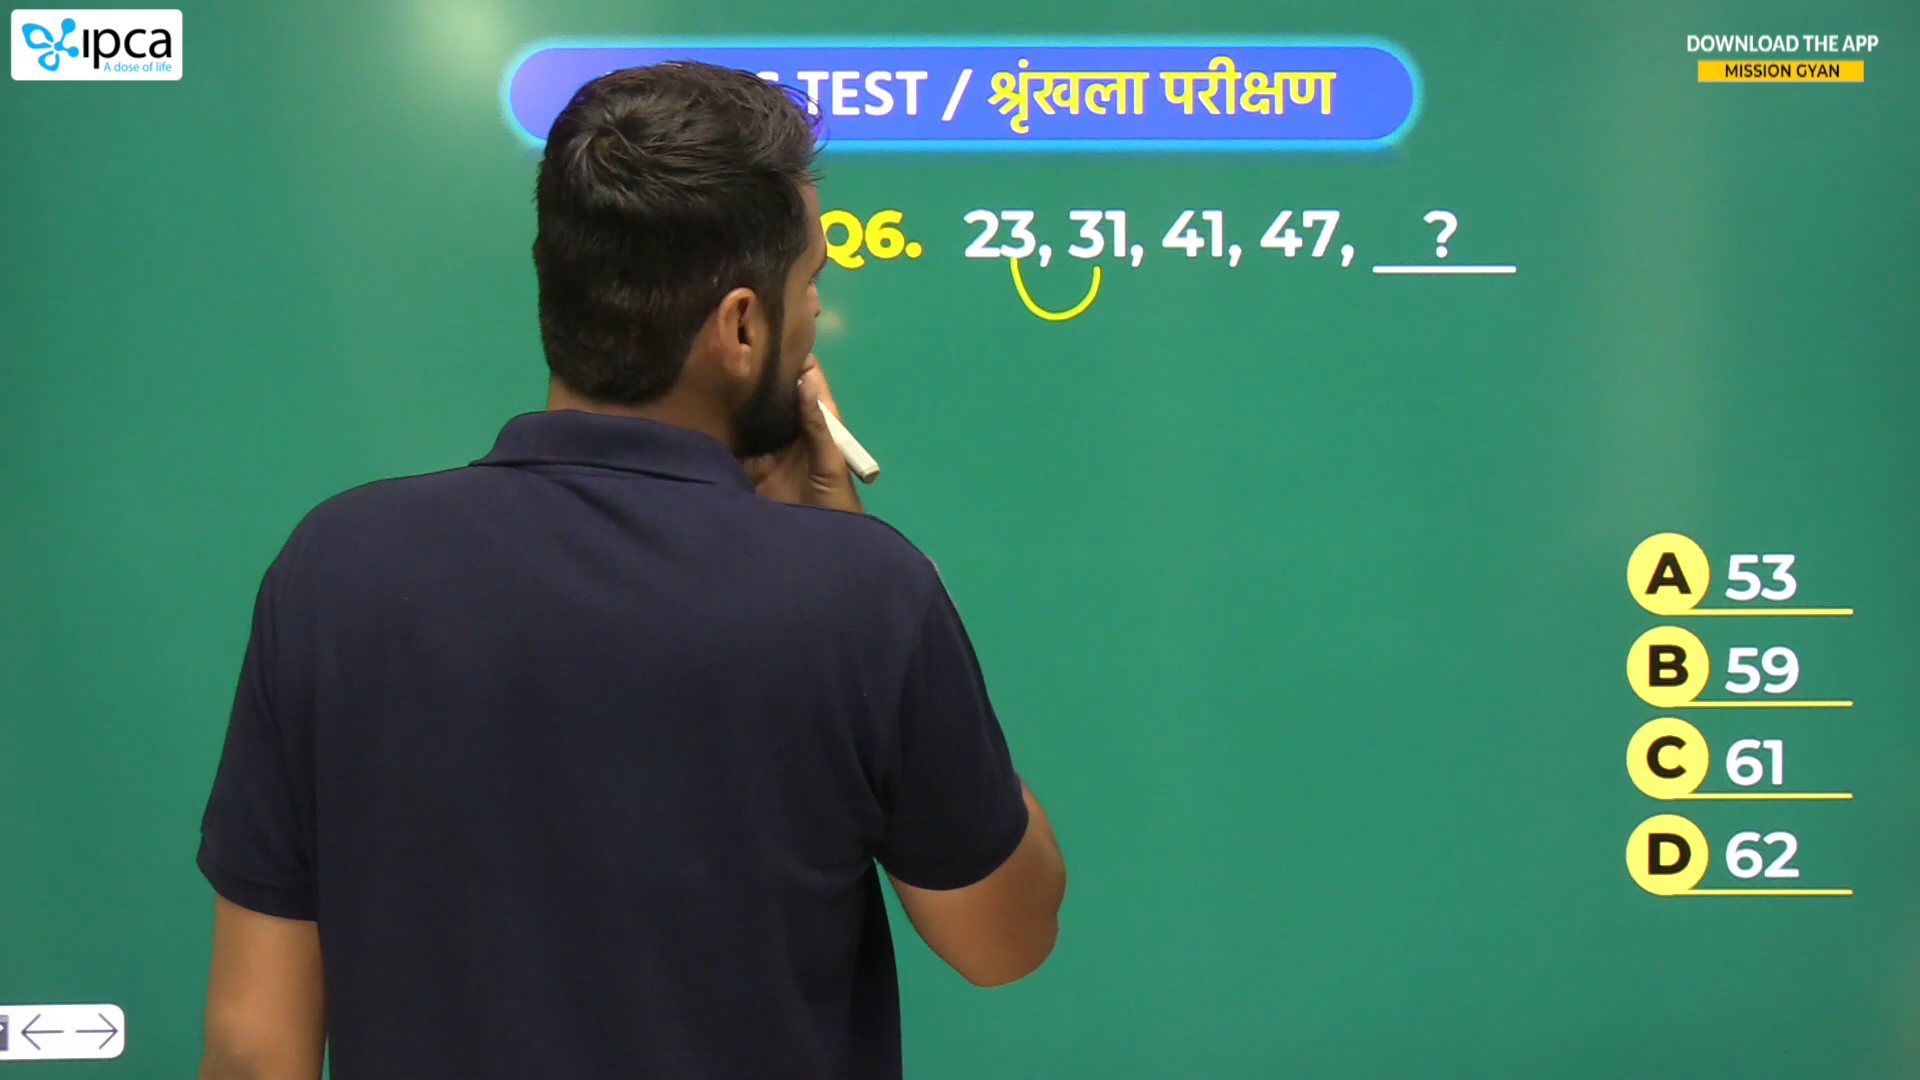 ipca
A dose of life
DOWNLOAD THE APP
MISSION GYAN
TEST / श्रृंखला परीक्षण
Q6. 23, 31, 41, 47, ?
A 53
B 59
C 61
D 62